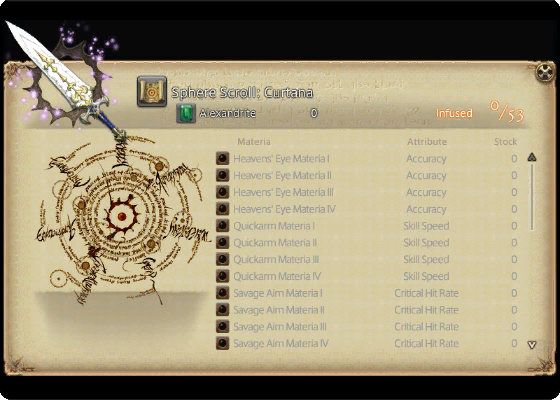 Sphere Scroll: Curtana
Alexandrite 0 Infused 0/53
Materia Attribute Stock
Heavens' Eye Materia I Accuracy 0
Heavens' Eye Materia II Accuracy 0
Heavens' Eye Materia III Accuracy 0
Heavens' Eye Materia IV Accuracy 0
Quickarm Materia I Skill Speed 0
Quickarm Materia II Skill Speed 0
Quickarm Materia III Skill Speed 0
Quickarm Materia IV Skill Speed 0
Savage Aim Materia I Critical Hit Rate 0
Savage Aim Materia II Critical Hit Rate 0
Savage Aim Materia III Critical Hit Rate 0
Savage Aim Materia IV Critical Hit Rate 0